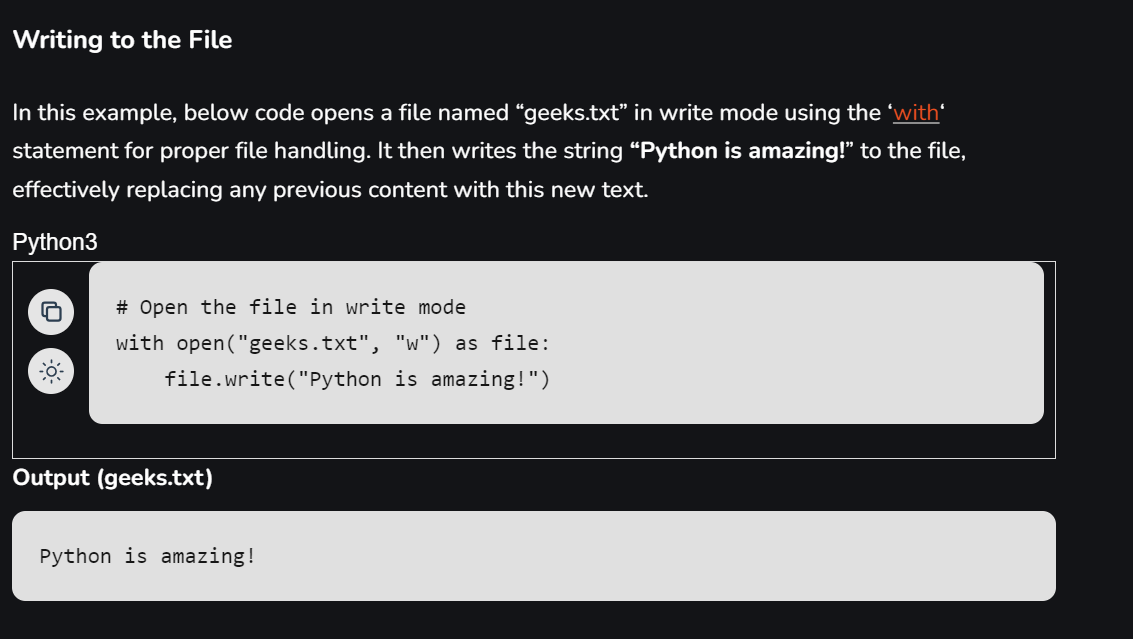 Writing to the File
In this example, below code opens a file named “geeks.txt” in write mode using the ‘with‘
statement for proper file handling. It then writes the string “Python is amazing!” to the file,
effectively replacing any previous content with this new text.
Python3
# Open the file in write mode
with open("geeks.txt", "w") as file:
    file.write("Python is amazing!")
Output (geeks.txt)
Python is amazing!